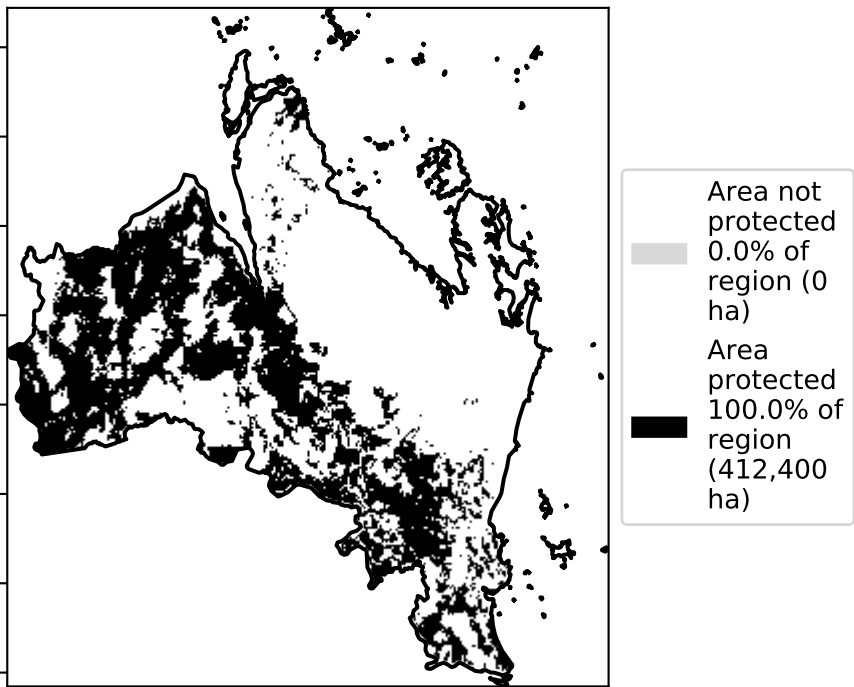 Area not
protected
0.0% of
region (0
ha)
Area
protected
100.0% of
region
(412,400
ha)